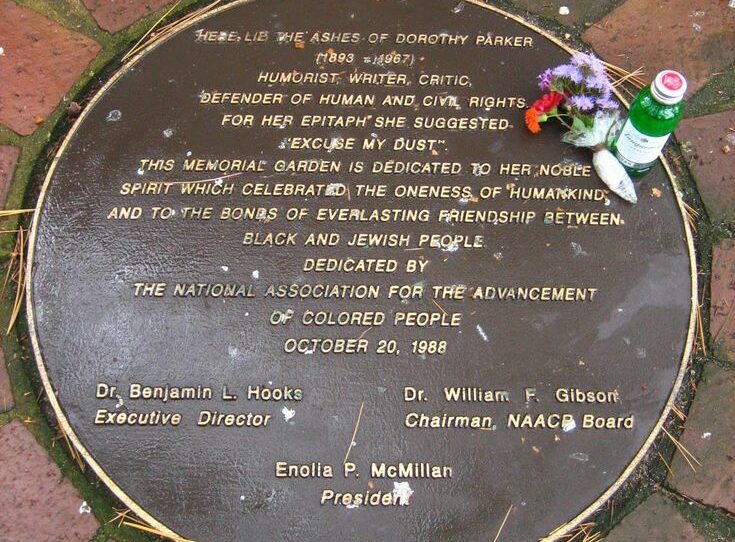 HERE LIE THE ASHES OF DOROTHY PARKER
(1893 - 1967)
HUMORIST, WRITER, CRITIC,
DEFENDER OF HUMAN AND CIVIL RIGHTS.
FOR HER EPITAPH SHE SUGGESTED
"EXCUSE MY DUST".
THIS MEMORIAL GARDEN IS DEDICATED TO HER NOBLE
SPIRIT WHICH CELEBRATED THE ONENESS OF HUMANKIND,
AND TO THE BONDS OF EVERLASTING FRIENDSHIP BETWEEN
BLACK AND JEWISH PEOPLE.
DEDICATED BY
THE NATIONAL ASSOCIATION FOR THE ADVANCEMENT
OF COLORED PEOPLE
OCTOBER 20, 1988
Dr. Benjamin L. Hooks
Executive Director
Dr. William F. Gibson
Chairman, NAACP Board
Enolia P. McMillan
President